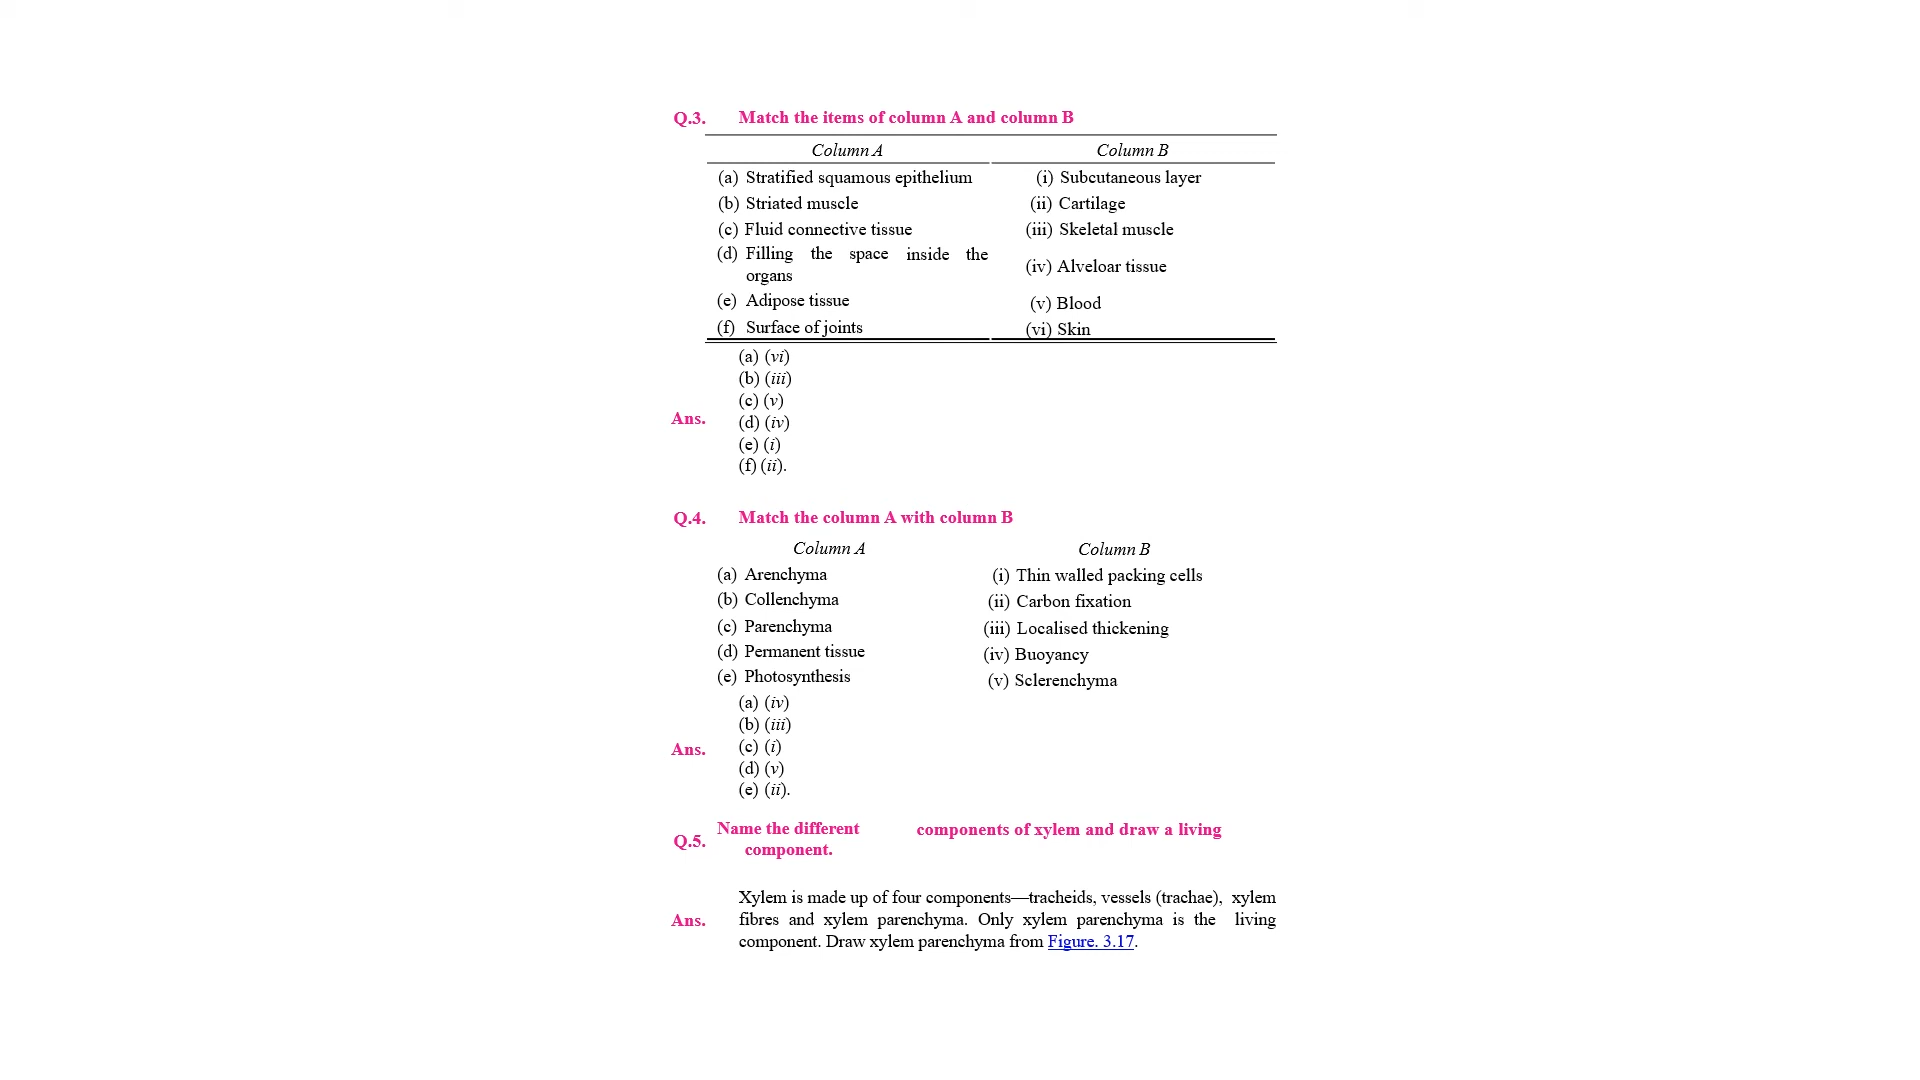 Q.3. Match the items of column A and column B
Column A Column B
(a) Stratified squamous epithelium (i) Subcutaneous layer
(b) Striated muscle (ii) Cartilage
(c) Fluid connective tissue (iii) Skeletal muscle
(d) Filling the space inside the
organs (iv) Alveloar tissue
(e) Adipose tissue (v) Blood
(f) Surface of joints (vi) Skin
(a) (vi)
(b) (iii)
(c) (v)
Ans. (d) (iv)
(e) (i)
(f) (ii).
Q.4. Match the column A with column B
Column A Column B
(a) Arenchyma (i) Thin walled packing cells
(b) Collenchyma (ii) Carbon fixation
(c) Parenchyma (iii) Localised thickening
(d) Permanent tissue (iv) Buoyancy
(e) Photosynthesis (v) Sclerenchyma
(a) (iv)
(b) (iii)
Ans. (c) (i)
(d) (v)
(e) (ii).
Q.5. Name the different components of xylem and draw a living
component.
Xylem is made up of four components—tracheids, vessels (trachae), xylem
Ans. fibres and xylem parenchyma. Only xylem parenchyma is the living
component. Draw xylem parenchyma from Figure. 3.17.